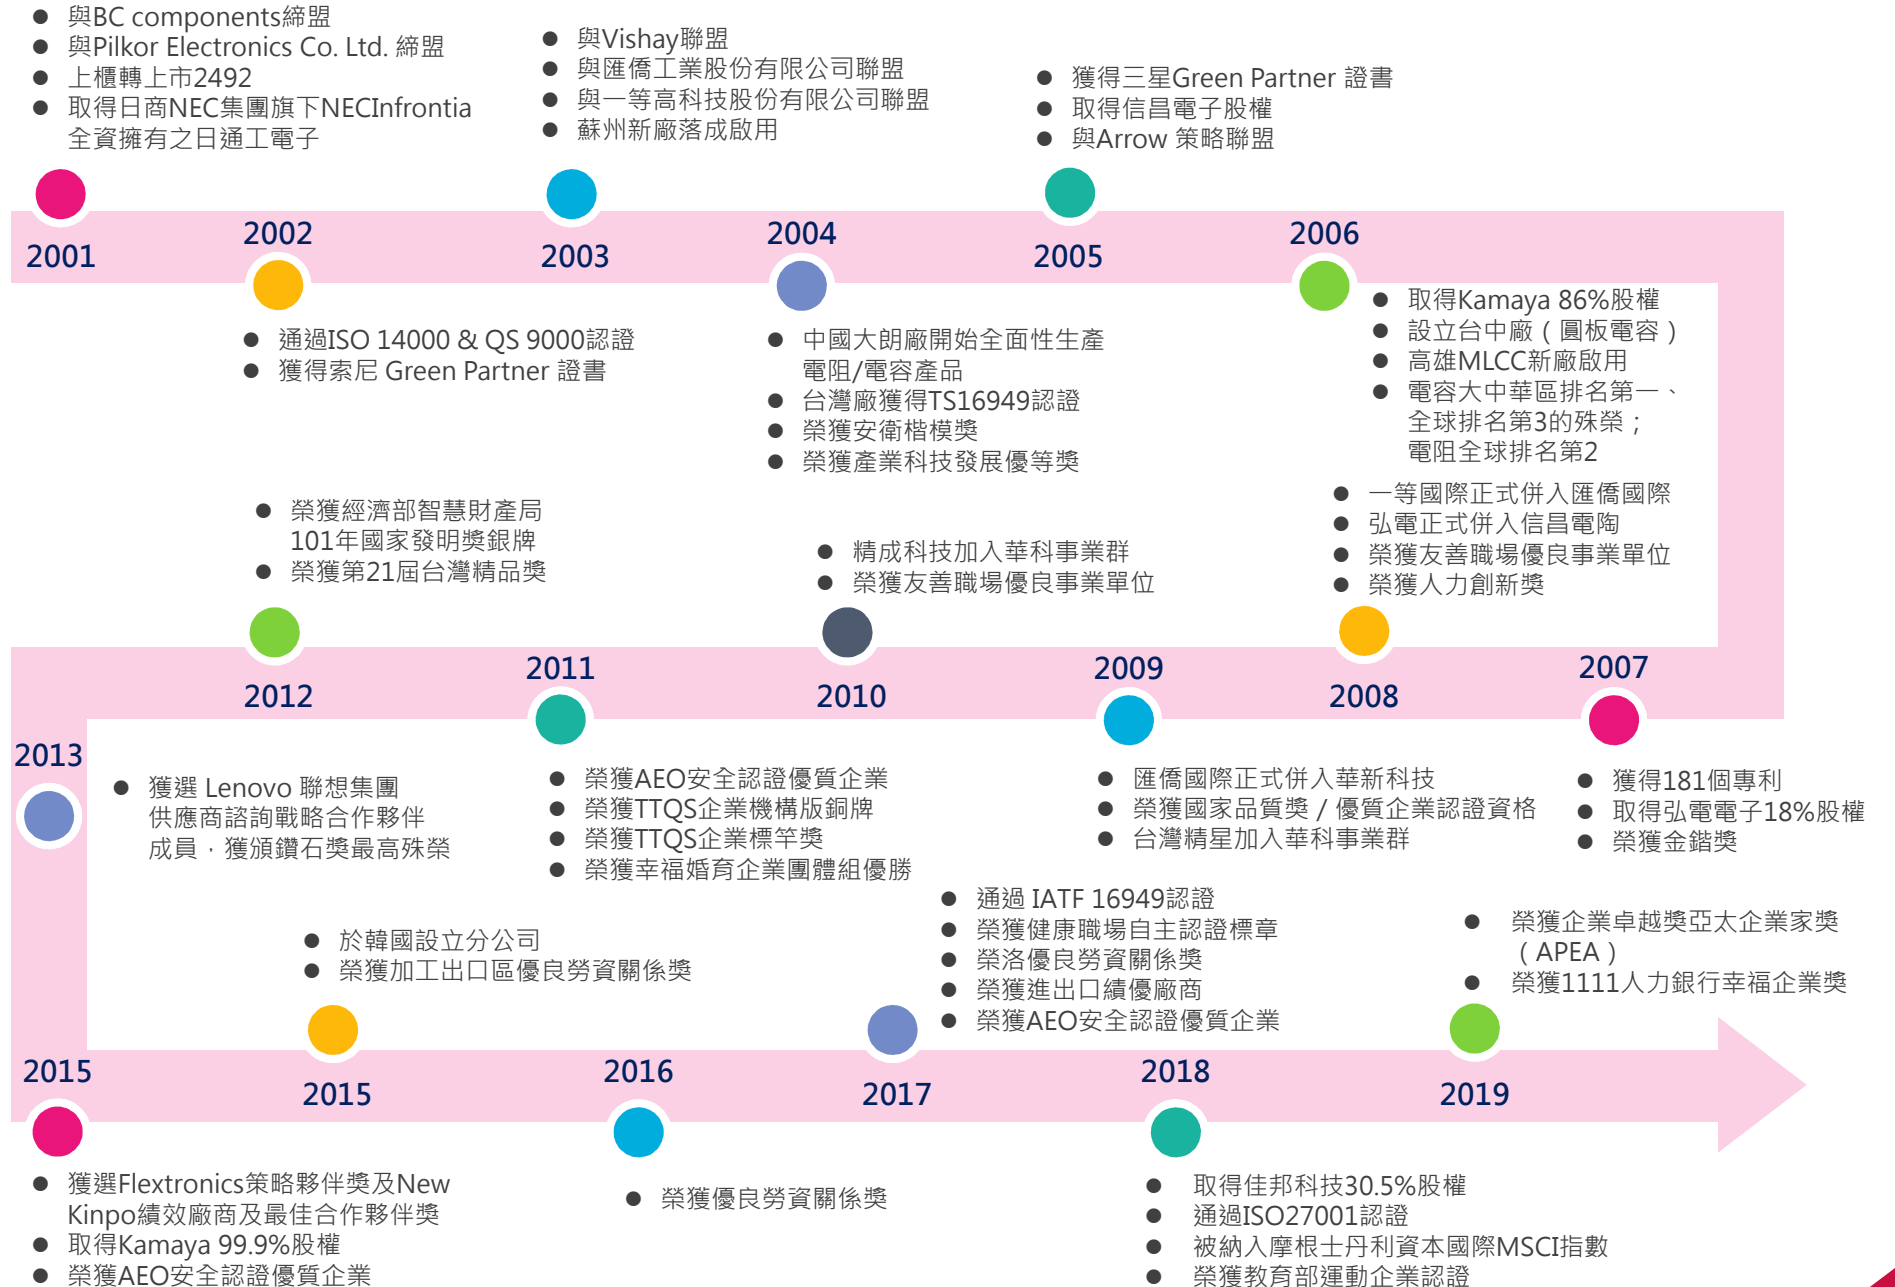 ● 與BC components締盟
● 與Pilkor Electronics Co. Ltd. 締盟
● 上櫃轉上市2492
● 取得日商NEC集團旗下NECInfrontia
全資擁有之日通工電子
2001
2002
● 通過ISO 14000 & QS 9000認證
● 獲得索尼 Green Partner 證書
● 與Vishay聯盟
● 與匯僑工業股份有限公司聯盟
● 與一等高科技股份有限公司聯盟
● 蘇州新廠落成啟用
2003
2004
● 中國大朗廠開始全面性生產
電阻/電容產品
● 台灣廠獲得TS16949認證
● 榮獲安衛楷模獎
● 榮獲產業科技發展優等獎
● 獲得三星Green Partner 證書
● 取得信昌電子股權
● 與Arrow 策略聯盟
2005
2006
● 取得Kamaya 86%股權
● 設立台中廠（圓板電容）
● 高雄MLCC新廠啟用
● 電容大中華區排名第一、
全球排名第3的殊榮；
電阻全球排名第2
2007
● 獲得181個專利
● 取得弘電電子18%股權
● 榮獲金鍇獎
● 一等國際正式併入匯僑國際
● 弘電正式併入信昌電陶
● 榮獲友善職場優良事業單位
● 榮獲人力創新獎
2008
2009
● 匯僑國際正式併入華新科技
● 榮獲國家品質獎／優質企業認證資格
● 台灣精星加入華科事業群
● 精成科技加入華科事業群
● 榮獲友善職場優良事業單位
2010
2011
● 榮獲AEO安全認證優質企業
● 榮獲TTQS企業機構版銅牌
● 榮獲TTQS企業標竿獎
● 榮獲幸福婚育企業團體組優勝
● 榮獲經濟部智慧財產局
101年國家發明獎銀牌
● 榮獲第21屆台灣精品獎
2012
2013
● 獲選 Lenovo 聯想集團
供應商諮詢戰略合作夥伴
成員，獲頒鑽石獎最高殊榮
2015
● 獲選Flextronics策略夥伴獎及New
Kinpo績效廠商及最佳合作夥伴獎
● 取得Kamaya 99.9%股權
● 榮獲AEO安全認證優質企業
● 於韓國設立分公司
● 榮獲加工出口區優良勞資關係獎
2015
2016
● 榮獲優良勞資關係獎
● 通過 IATF 16949認證
● 榮獲健康職場自主認證標章
● 榮洛優良勞資關係獎
● 榮獲進出口績優廠商
● 榮獲AEO安全認證優質企業
2017
2018
● 取得佳邦科技30.5%股權
● 通過ISO27001認證
● 被納入摩根士丹利資本國際MSCI指數
● 榮獲教育部運動企業認證
● 榮獲企業卓越獎亞太企業家獎
（APEA）
● 榮獲1111人力銀行幸福企業獎
2019